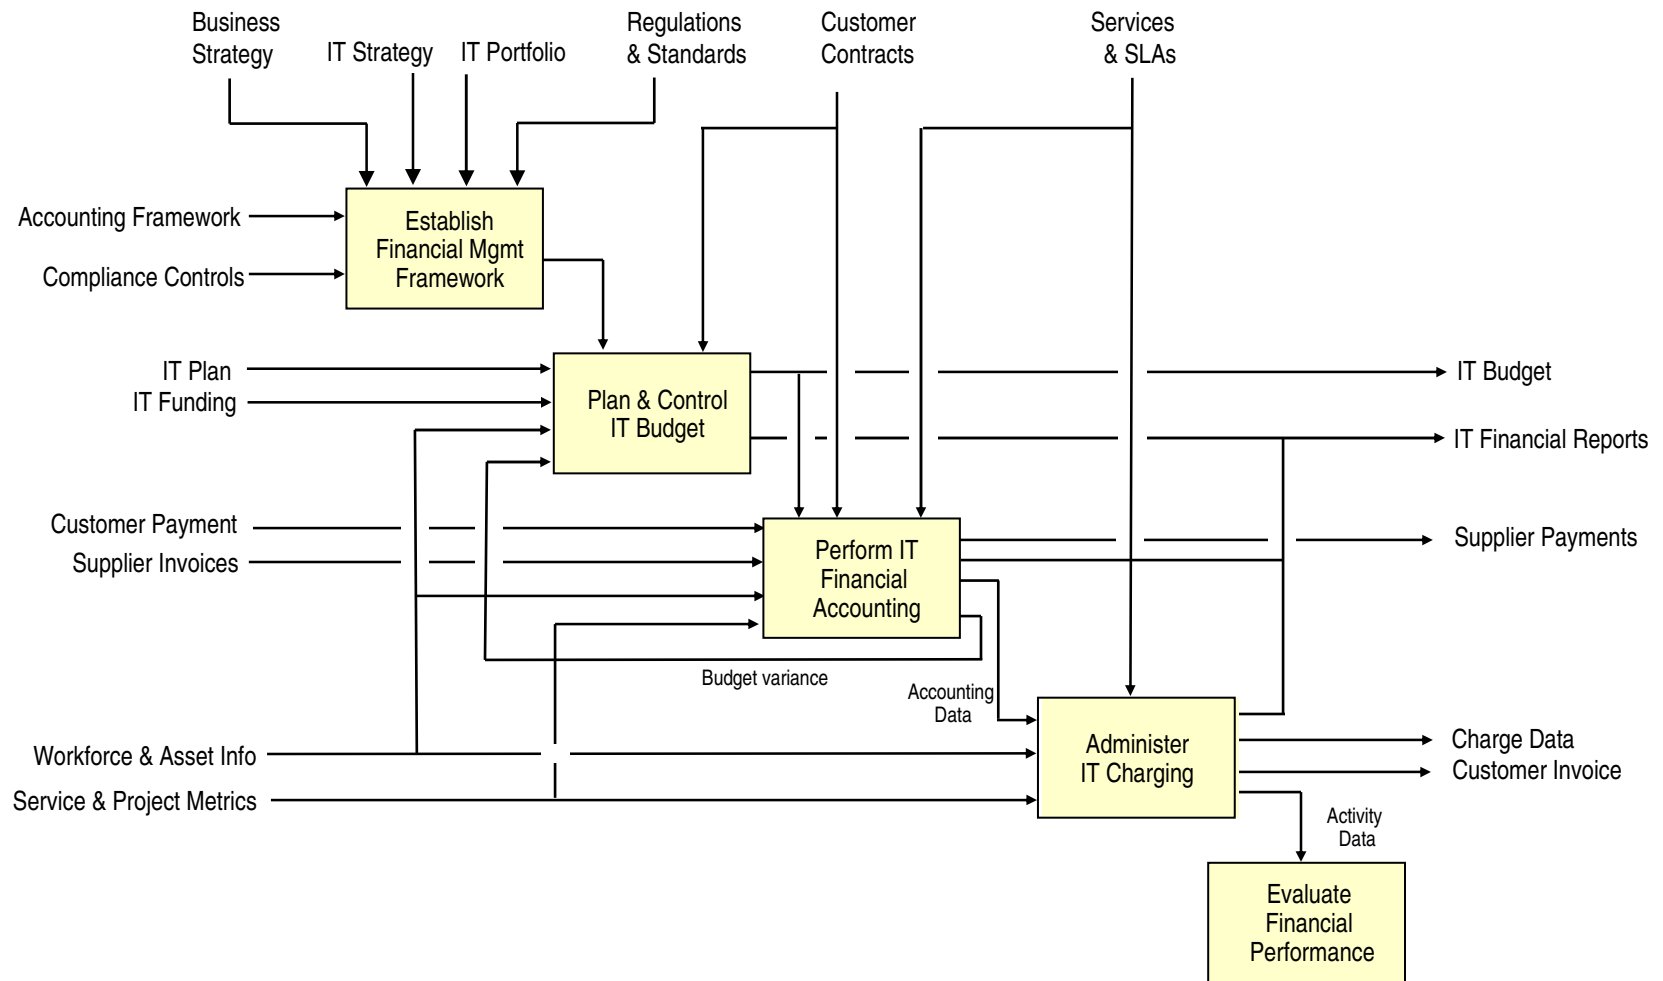 Business
Strategy
IT Strategy
IT Portfolio
Regulations
& Standards
Customer
Contracts
Services
& SLAs
Accounting Framework
Compliance Controls
Establish
Financial Mgmt
Framework
IT Plan
IT Funding
Plan & Control
IT Budget
IT Budget
IT Financial Reports
Customer Payment
Supplier Invoices
Perform IT
Financial
Accounting
Supplier Payments
Budget variance
Accounting
Data
Workforce & Asset Info
Service & Project Metrics
Administer
IT Charging
Charge Data
Customer Invoice
Activity
Data
Evaluate
Financial
Performance